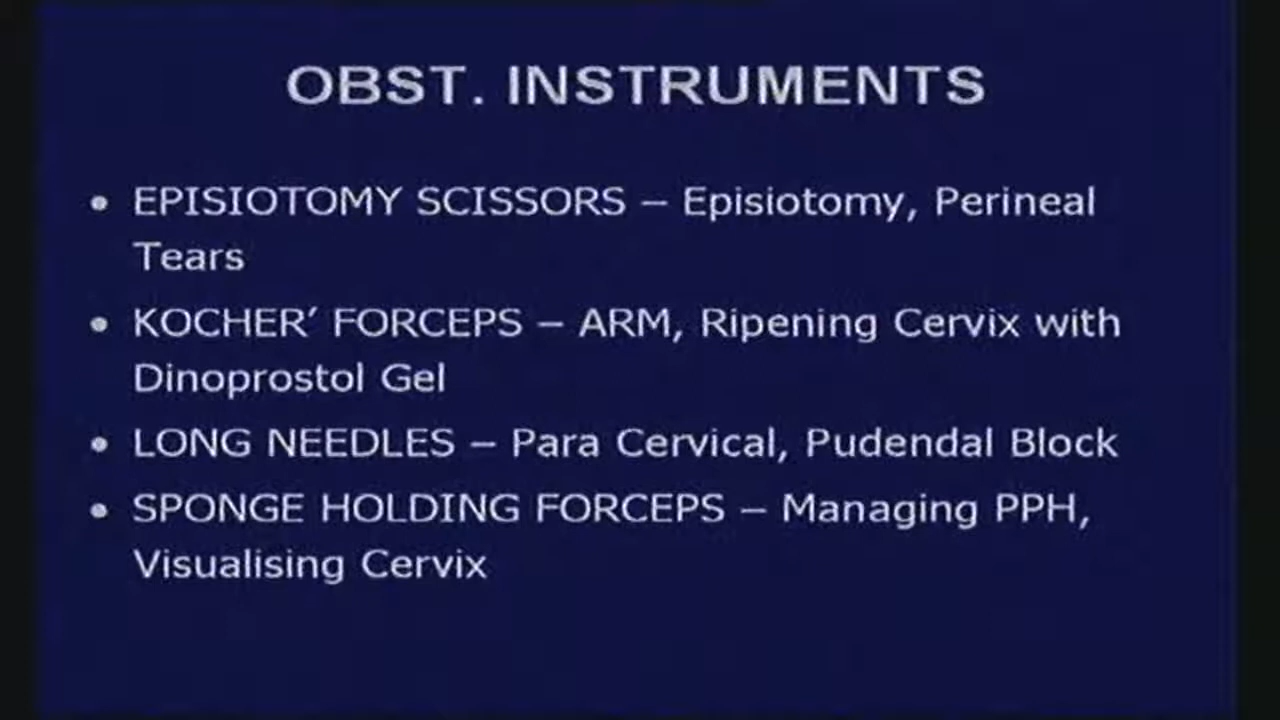 OBST. INSTRUMENTS
• EPISIOTOMY SCISSORS – Episiotomy, Perineal
Tears
• KOCHER’ FORCEPS – ARM, Ripening Cervix with
Dinoprostol Gel
• LONG NEEDLES – Para Cervical, Pudendal Block
• SPONGE HOLDING FORCEPS – Managing PPH,
Visualising Cervix